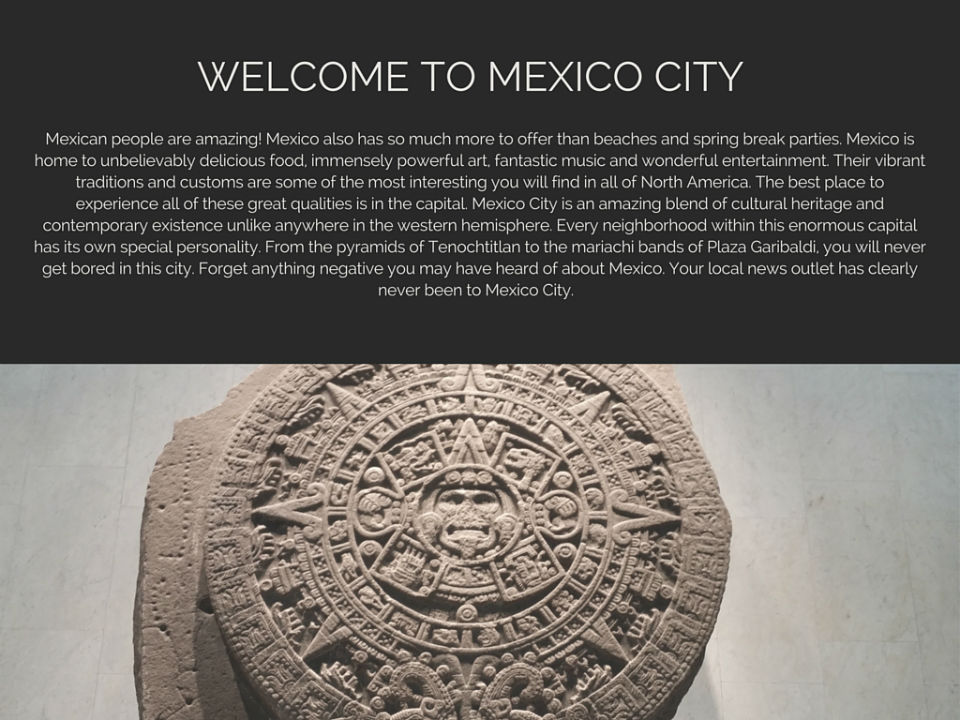 WELCOME TO MEXICO CITY
Mexican people are amazing! Mexico also has so much more to offer than beaches and spring break parties. Mexico is
home to unbelievably delicious food, immensely powerful art, fantastic music and wonderful entertainment. Their vibrant
traditions and customs are some of the most interesting you will find in all of North America. The best place to
experience all of these great qualities is in the capital. Mexico City is an amazing blend of cultural heritage and
contemporary existence unlike anywhere in the western hemisphere. Every neighborhood within this enormous capital
has its own special personality. From the pyramids of Tenochtitlan to the mariachi bands of Plaza Garibaldi, you will never
get bored in this city. Forget anything negative you may have heard of about Mexico. Your local news outlet has clearly
never been to Mexico City.